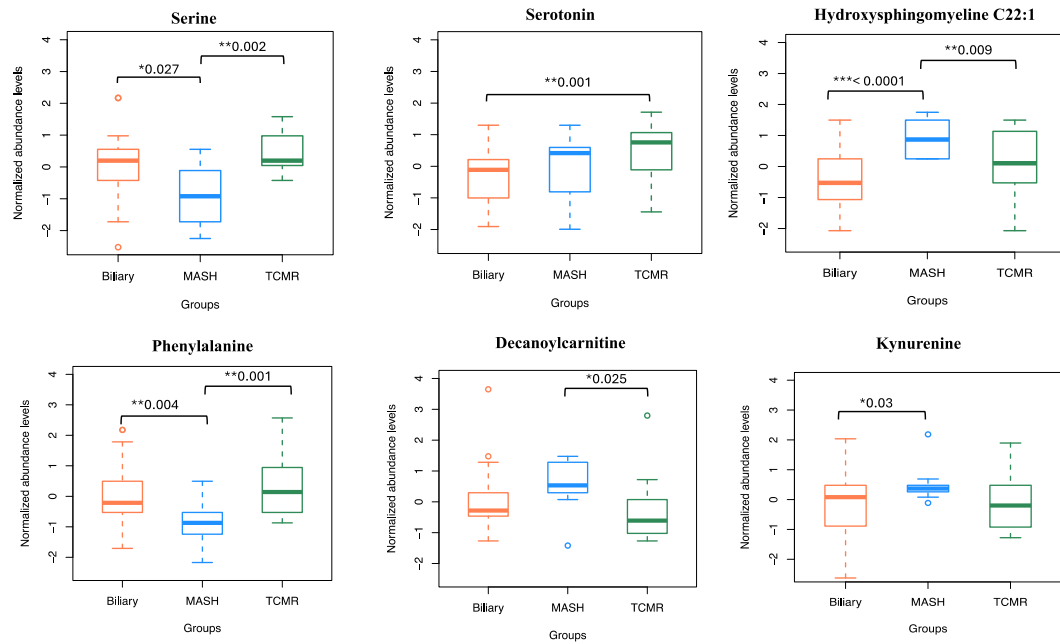 Serine
Normalized abundance levels
4
3
2
1
0
−1
−2
*0.027
**0.002
Biliary MASH TCMR
Groups
Serotonin
Normalized abundance levels
4
3
2
1
0
−1
−2
**0.001
Biliary MASH TCMR
Groups
Hydroxysphingomyeline C22:1
Normalized abundance levels
4
3
2
1
0
−1
−2
***< 0.0001
**0.009
Biliary MASH TCMR
Groups
Phenylalanine
Normalized abundance levels
4
3
2
1
0
−1
−2
**0.004
**0.001
Biliary MASH TCMR
Groups
Decanoylcarnitine
Normalized abundance levels
4
3
2
1
0
−1
−2
*0.025
Biliary MASH TCMR
Groups
Kynurenine
Normalized abundance levels
4
3
2
1
0
−1
−2
*0.03
Biliary MASH TCMR
Groups